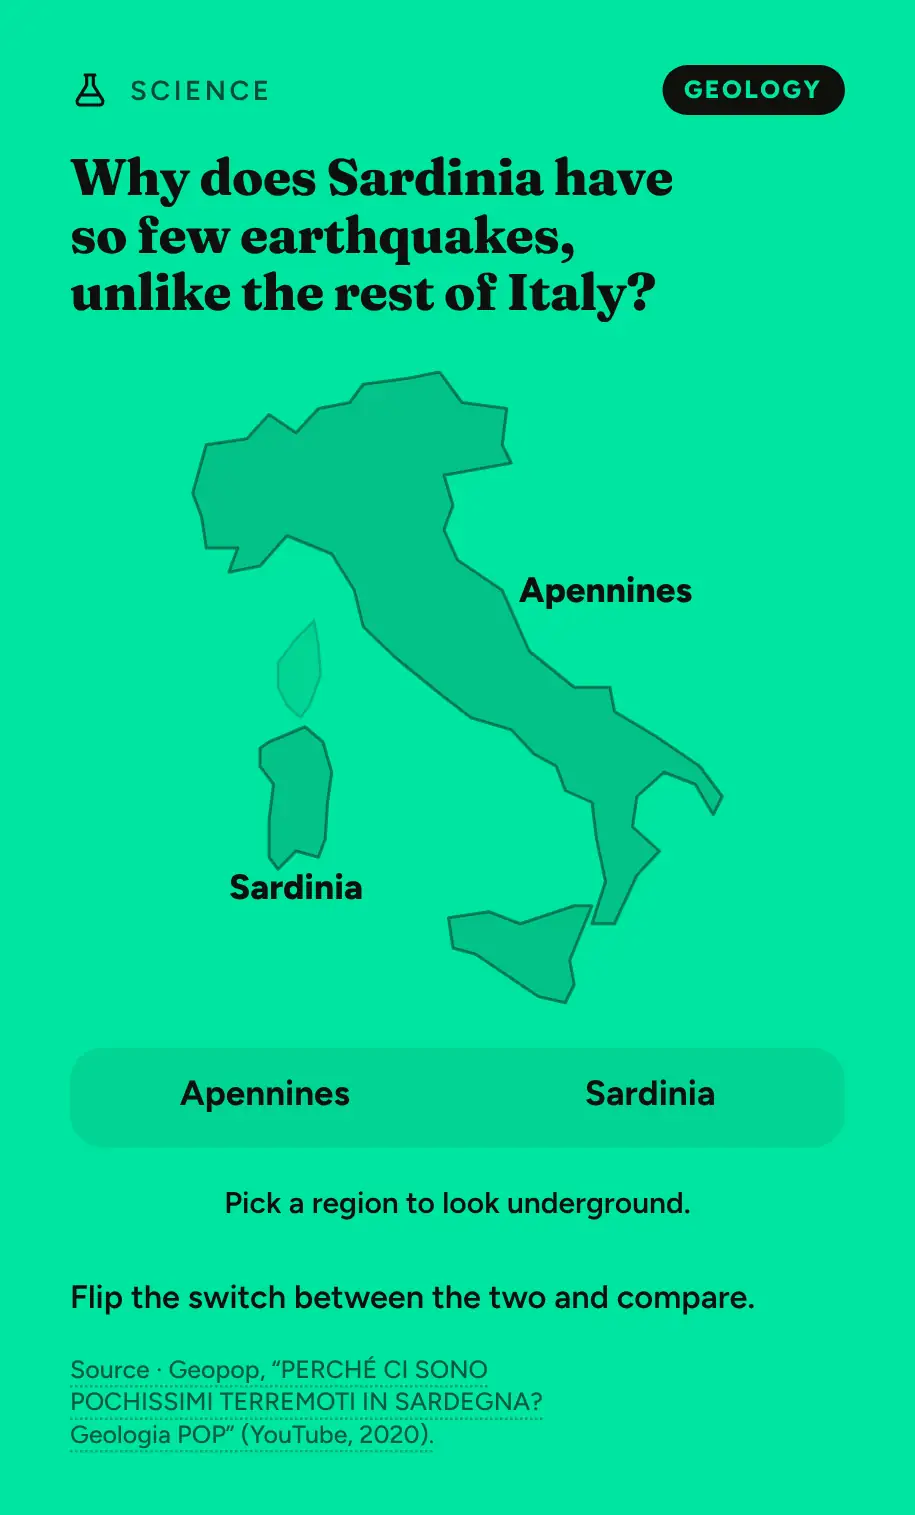 SCIENCE
GEOLOGY
Why does Sardinia have
so few earthquakes,
unlike the rest of Italy?
Apennines
Sardinia
Apennines
Sardinia
Pick a region to look underground.
Flip the switch between the two and compare.
Source · Geopop, “PERCHÉ CI SONO
POCHISSIMI TERREMOTI IN SARDEGNA?
Geologia POP” (YouTube, 2020).